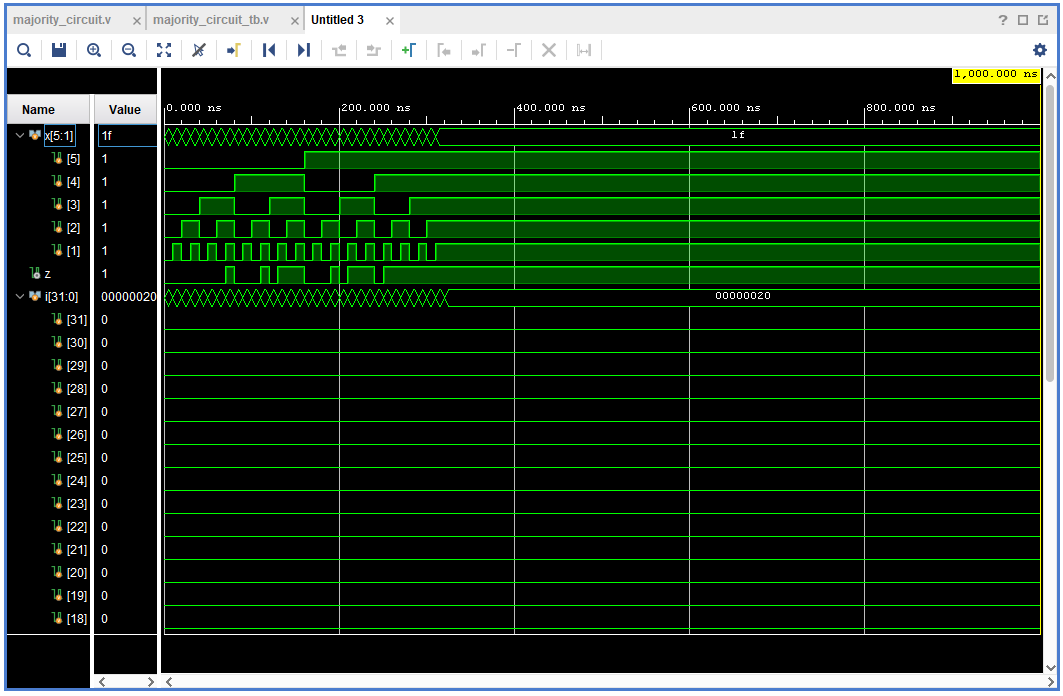 majority_circuit.v × majority_circuit_tb.v × Untitled 3 ×
?
1,000.000 ns
Name Value
0.000 ns 200.000 ns 400.000 ns 600.000 ns 800.000 ns
x[5:1] 1f 1f
[5] 1
[4] 1
[3] 1
[2] 1
[1] 1
z 1
i[31:0] 00000020 00000020
[31] 0
[30] 0
[29] 0
[28] 0
[27] 0
[26] 0
[25] 0
[24] 0
[23] 0
[22] 0
[21] 0
[20] 0
[19] 0
[18] 0